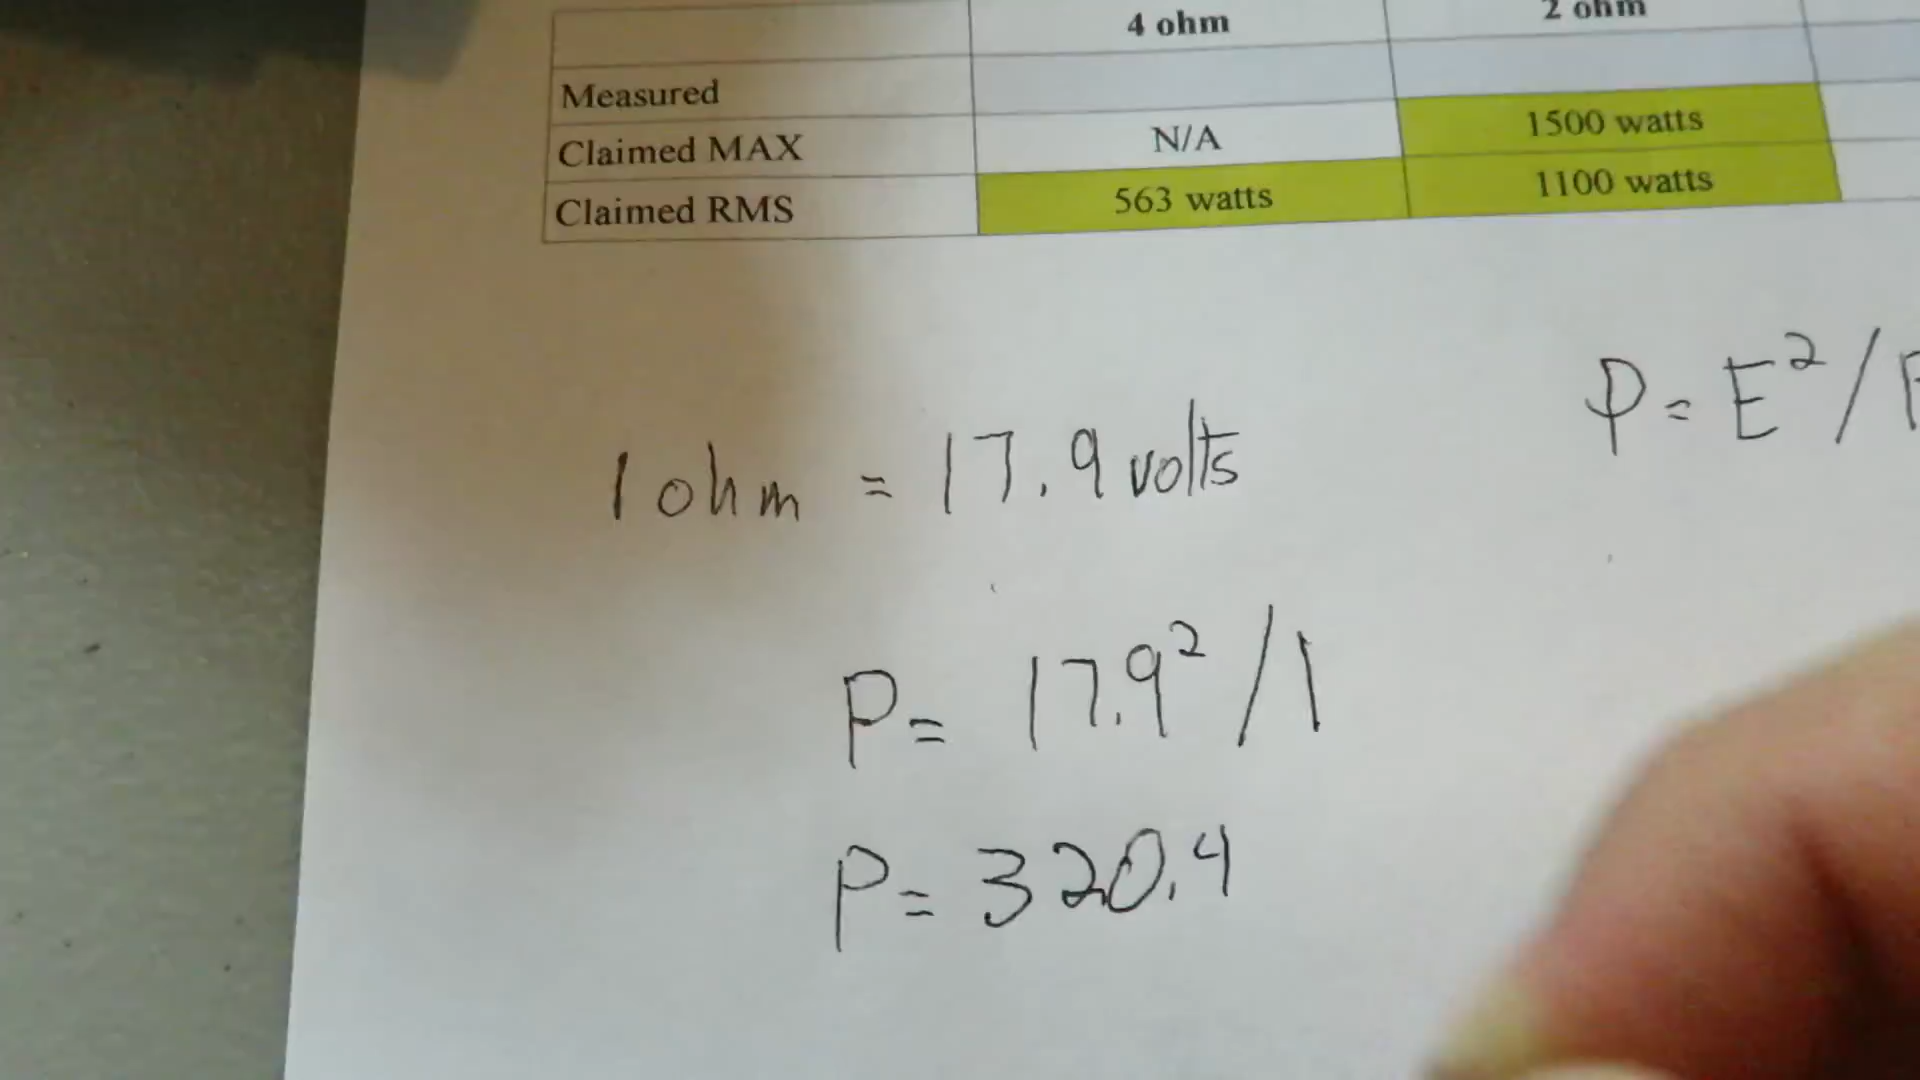 4 ohm 2 ohm
Measured
Claimed MAX N/A 1500 watts
Claimed RMS 563 watts 1100 watts
P = E² /
1 ohm = 17.9 volts
P = 17.9² / 1
P = 320.4